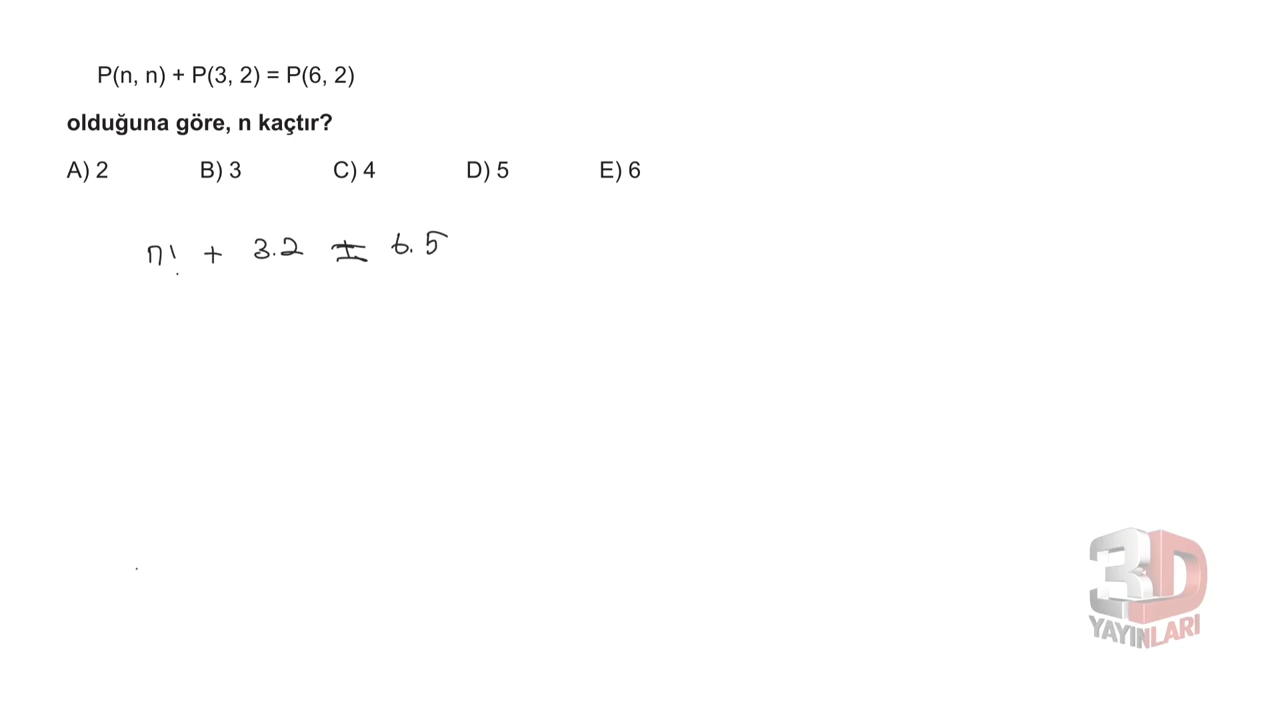 P(n, n) + P(3, 2) = P(6, 2)
olduğuna göre, n kaçtır?
A) 2 B) 3 C) 4 D) 5 E) 6
n! + 3.2 = 6.5
3D
YAYINLARI